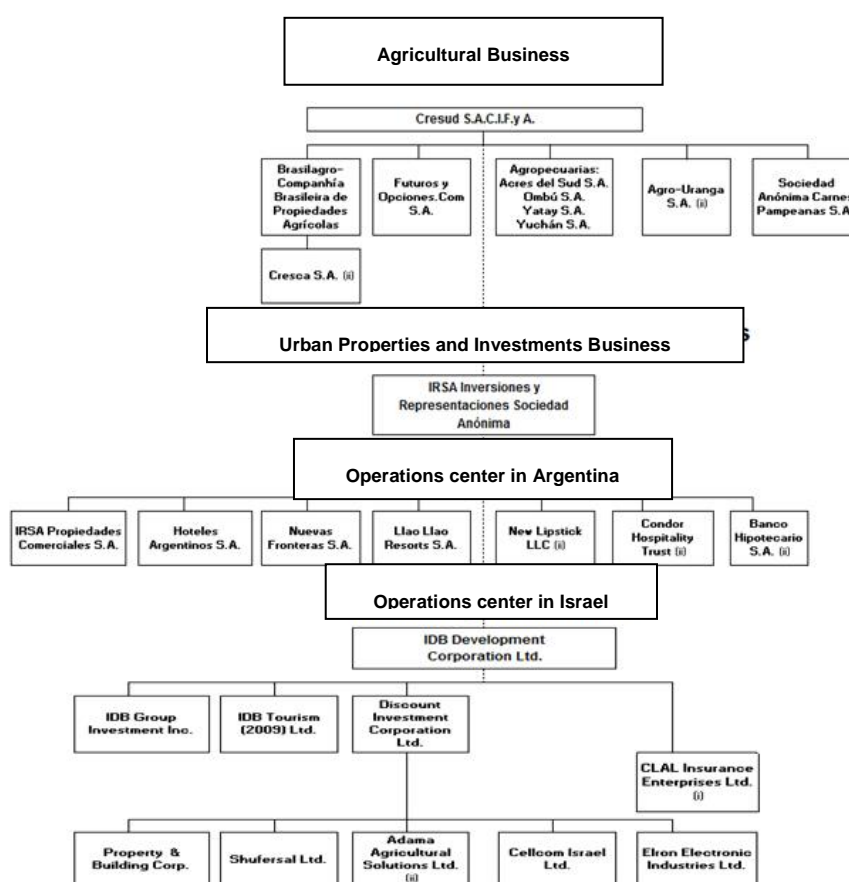 Agricultural Business
Cresud S.A.C.I.F.y A.
Brasilagro-
Companhía
Brasileira de
Propiedades
Agrícolas
Futuros y
Opciones.Com
S.A.
Agropecuarias:
Acres del Sud S.A.
Ombú S.A.
Yatay S.A.
Yuchán S.A.
Agro-Uranga
S.A. (ii)
Sociedad
Anónima Carnes
Pampeanas S.A
Cresca S.A. (ii)
Urban Properties and Investments Business
s
IRSA Inversiones y
Representaciones Sociedad
Anónima
Operations center in Argentina
IRSA Propiedades
Comerciales S.A.
Hoteles
Argentinos S.A.
Nuevas
Fronteras S.A.
Llao Llao
Resorts S.A.
New Lipstick
LLC (ii)
Condor
Hospitality
Trust (ii)
Banco
Hipotecario
S.A. (ii)
Operations center in Israel
IDB Development
Corporation Ltd.
IDB Group
Investment Inc.
IDB Tourism
(2009) Ltd.
Discount
Investment
Corporation
Ltd.
CLAL Insurance
Enterprises Ltd.
(i)
Property &
Building Corp.
Shufersal Ltd.
Adama
Agricultural
Solutions Ltd.
(ii)
Cellcom Israel
Ltd.
Elron Electronic
Industries Ltd.